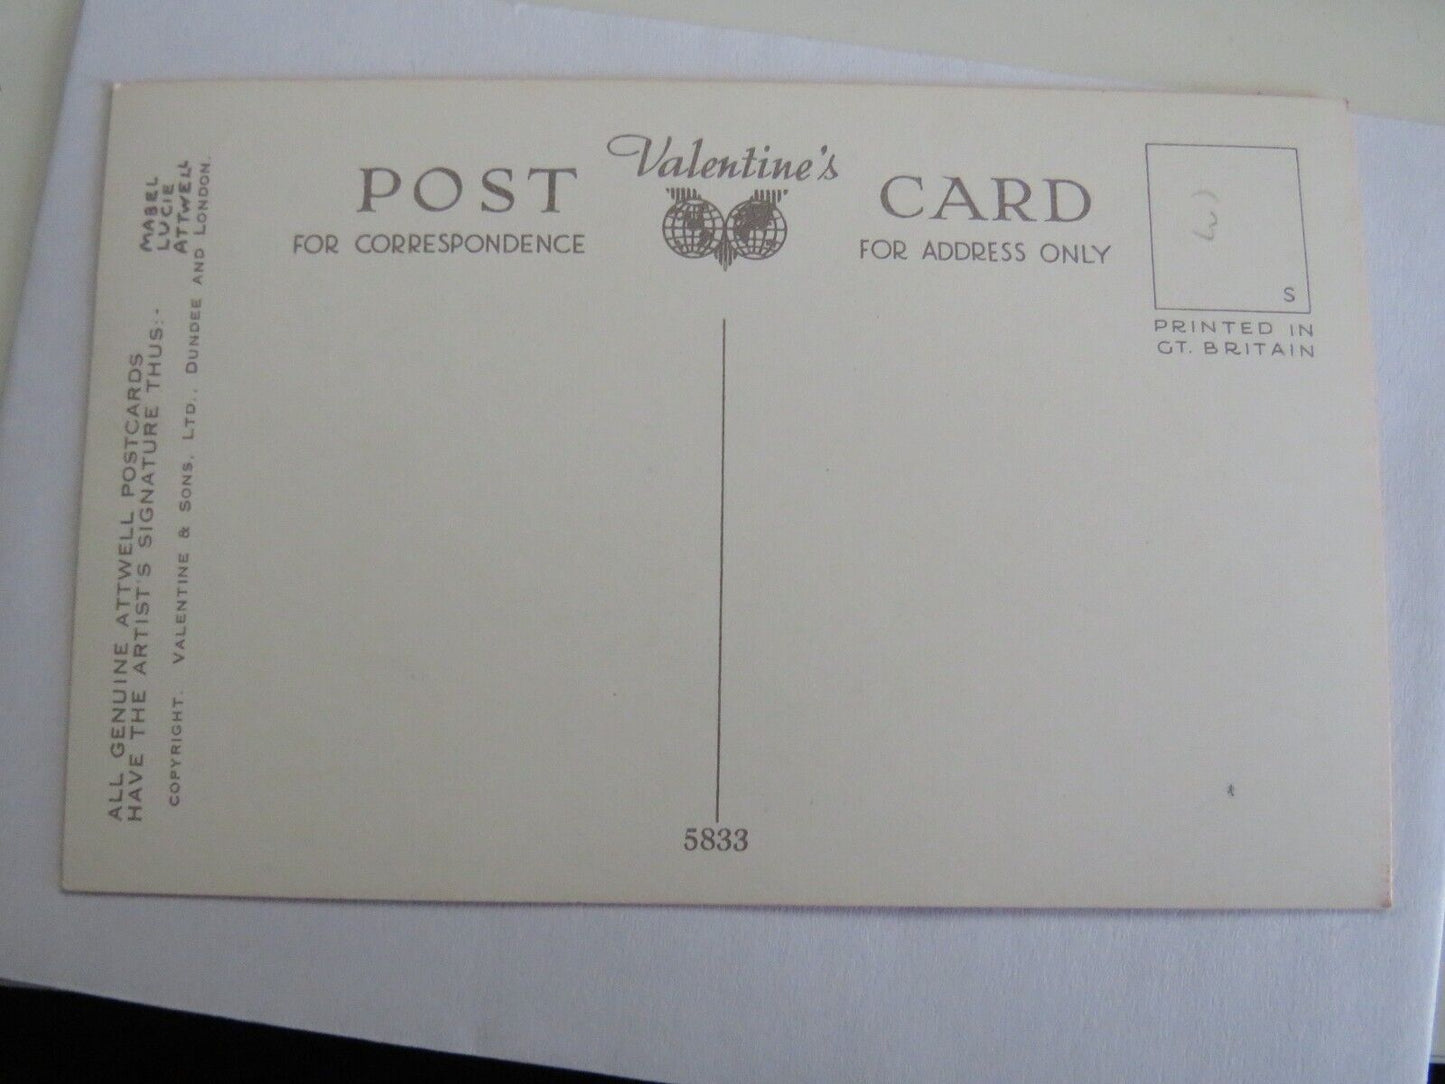 POST Valentine's CARD
FOR CORRESPONDENCE
FOR ADDRESS ONLY
S
PRINTED IN
GT. BRITAIN
5833
ALL GENUINE ATTWELL POSTCARDS
HAVE THE ARTIST'S SIGNATURE THUS:-
MABEL
LUCIE
ATTWELL
COPYRIGHT. VALENTINE & SONS, LTD., DUNDEE AND LONDON.